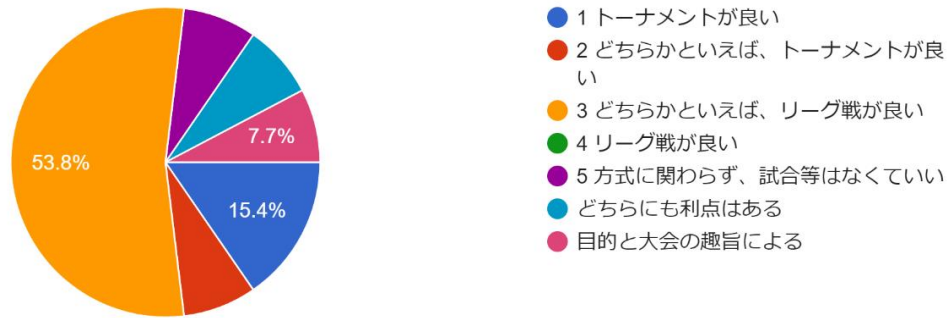 53.8%
7.7%
15.4%
1 トーナメントが良い
2 どちらかといえば、トーナメントが良
い
3 どちらかといえば、リーグ戦が良い
4 リーグ戦が良い
5 方式に関わらず、試合等はなくていい
どちらにも利点はある
目的と大会の趣旨による